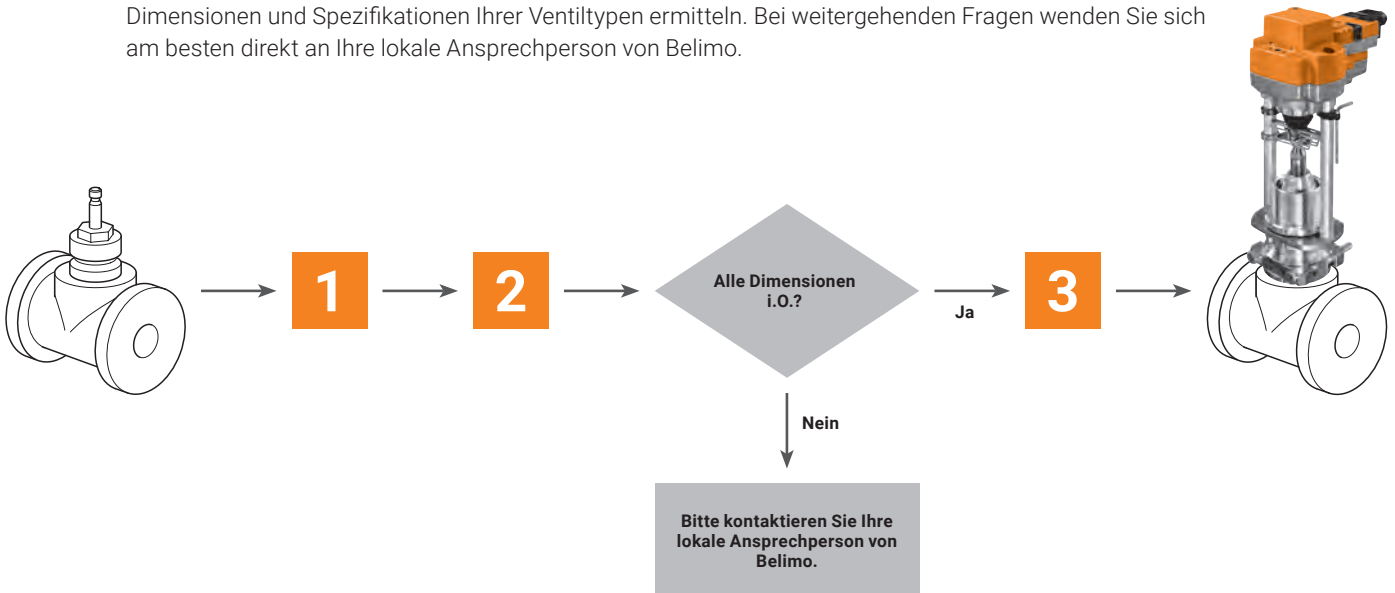 Dimensionen und Spezifikationen Ihrer Ventiltypen ermitteln. Bei weitergehenden Fragen wenden Sie sich
am besten direkt an Ihre lokale Ansprechperson von Belimo.
1
2
Alle Dimensionen
i.O.?
Ja
3
Nein
Bitte kontaktieren Sie Ihre
lokale Ansprechperson von
Belimo.